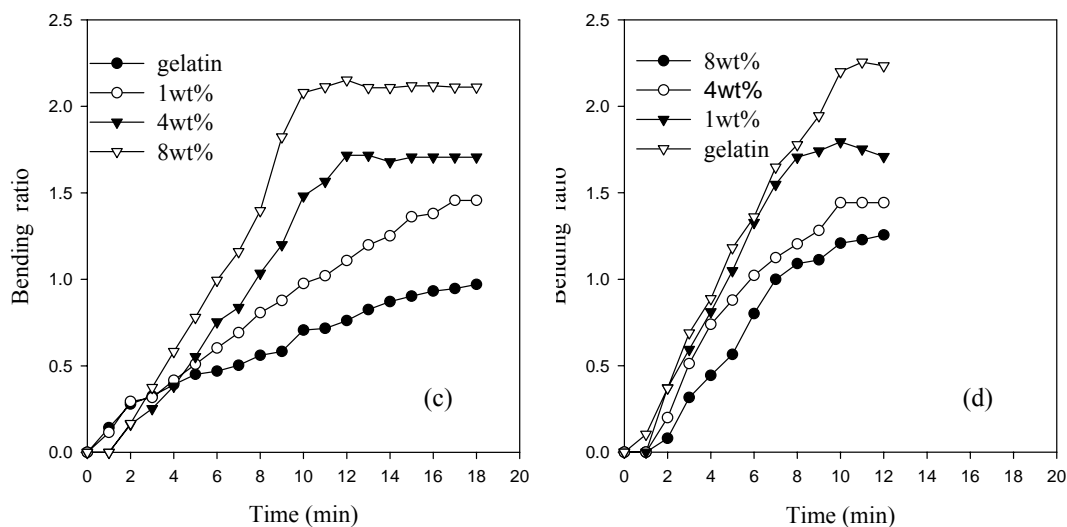 2.5
2.0
1.5
1.0
0.5
0.0
Bending ratio
gelatin
1wt%
4wt%
8wt%
(c)
0 2 4 6 8 10 12 14 16 18 20
Time (min)
2.5
2.0
1.5
1.0
0.5
0.0
Bending ratio
8wt%
4wt%
1wt%
gelatin
(d)
0 2 4 6 8 10 12 14 16 18 20
Time (min)